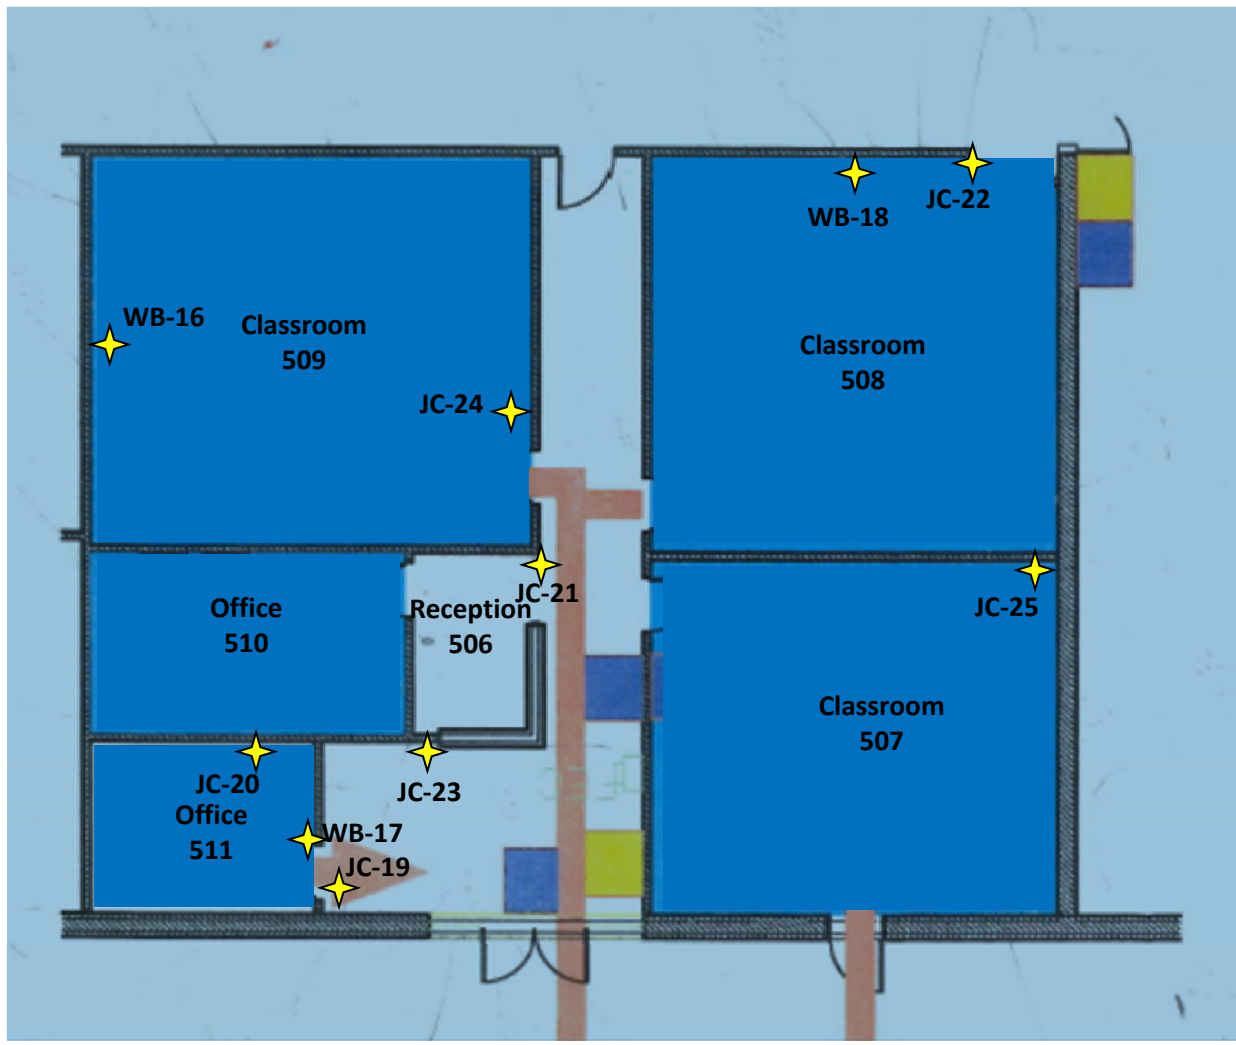 WB-18
JC-22
WB-16
Classroom
509
Classroom
508
JC-24
JC-21
Office
510
Reception
506
JC-25
Classroom
507
JC-20
JC-23
Office
511
WB-17
JC-19